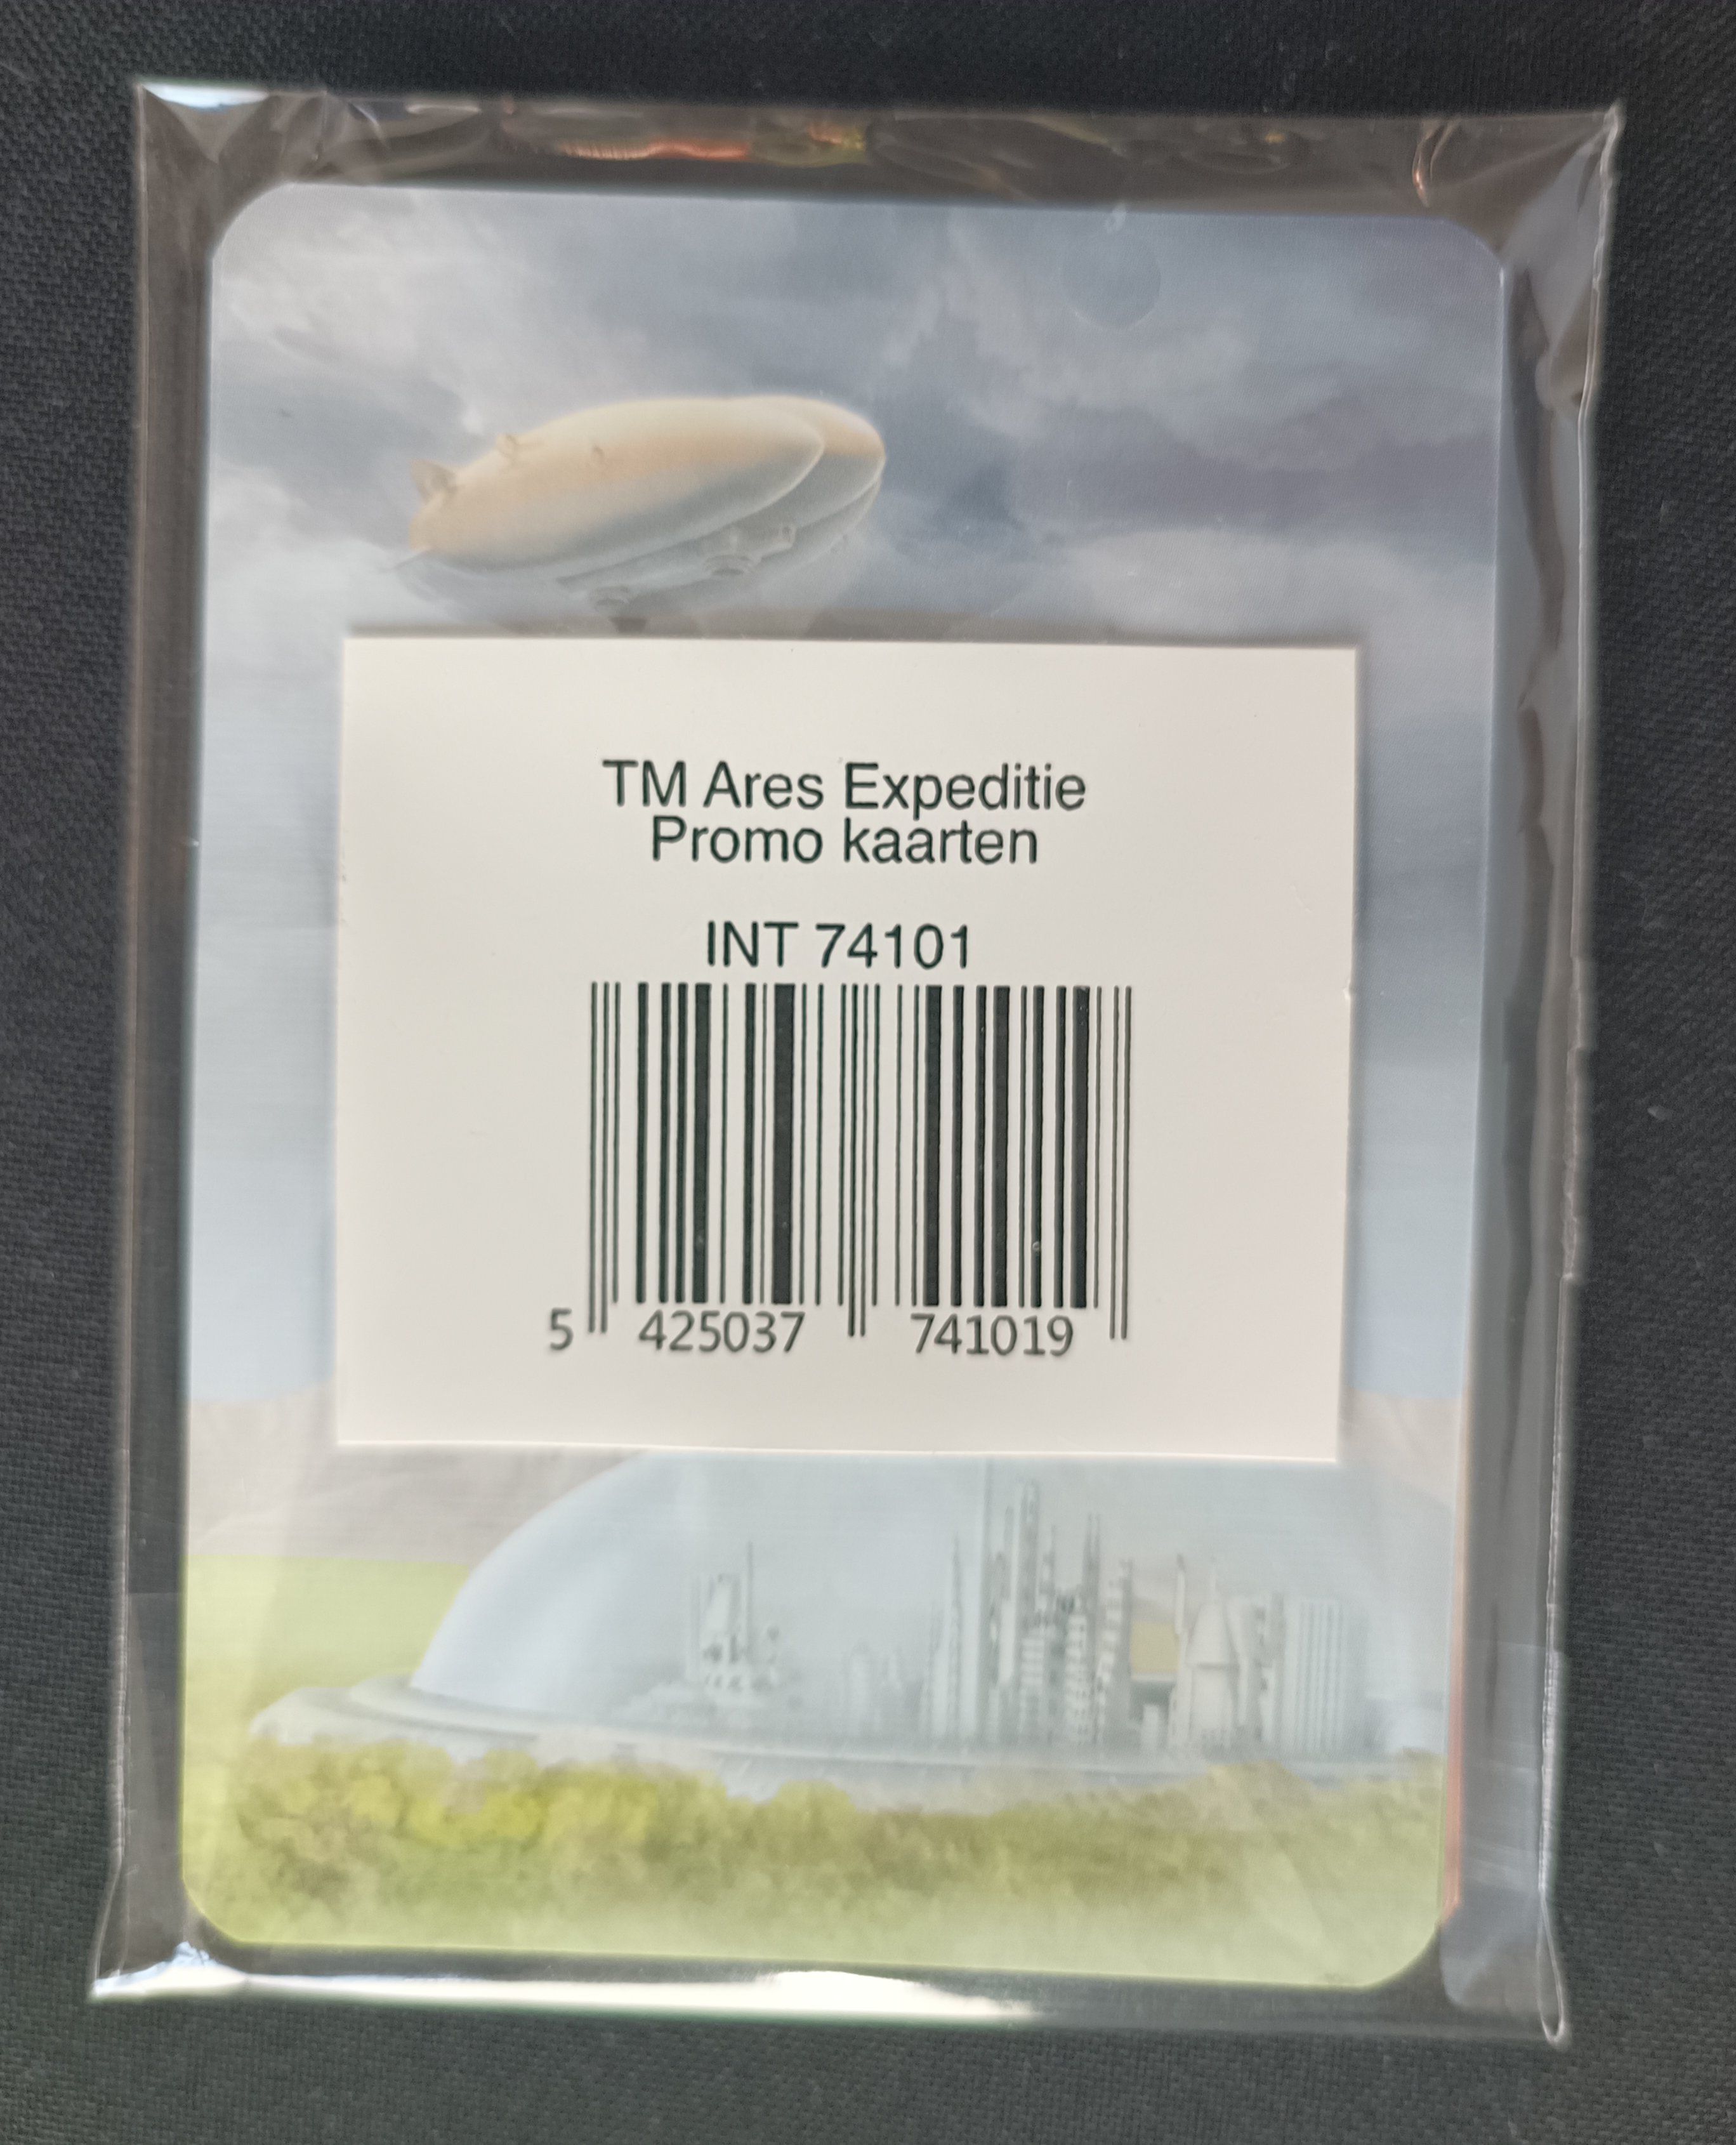 TM Ares Expeditie
Promo kaarten
INT 74101
5 425037 741019